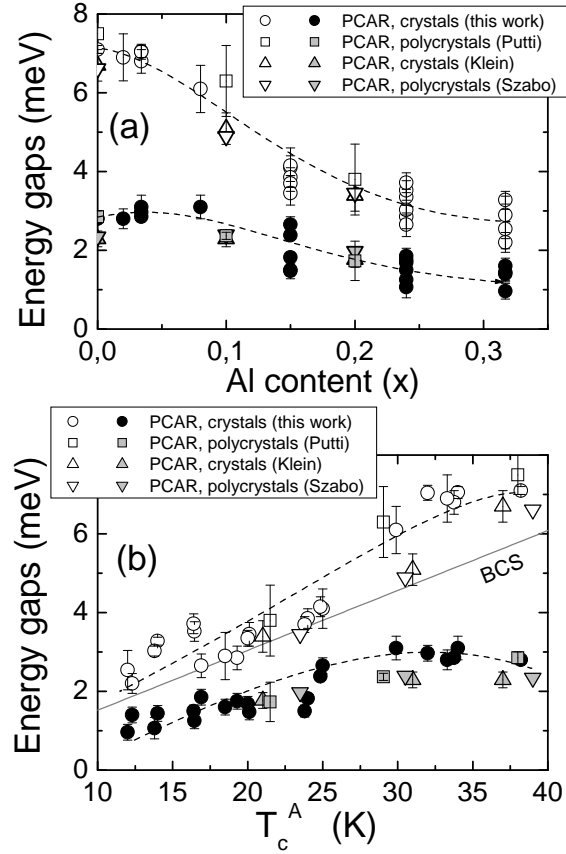 PCAR, crystals (this work)
PCAR, polycrystals (Putti)
PCAR, crystals (Klein)
PCAR, polycrystals (Szabo)
(a)
Energy gaps (meV)
8
6
4
2
0
0,0 0,1 0,2 0,3
Al content (x)
PCAR, crystals (this work)
PCAR, polycrystals (Putti)
PCAR, crystals (Klein)
PCAR, polycrystals (Szabo)
(b)
BCS
Energy gaps (meV)
6
4
2
0
10 15 20 25 30 35 40
T_c^A (K)